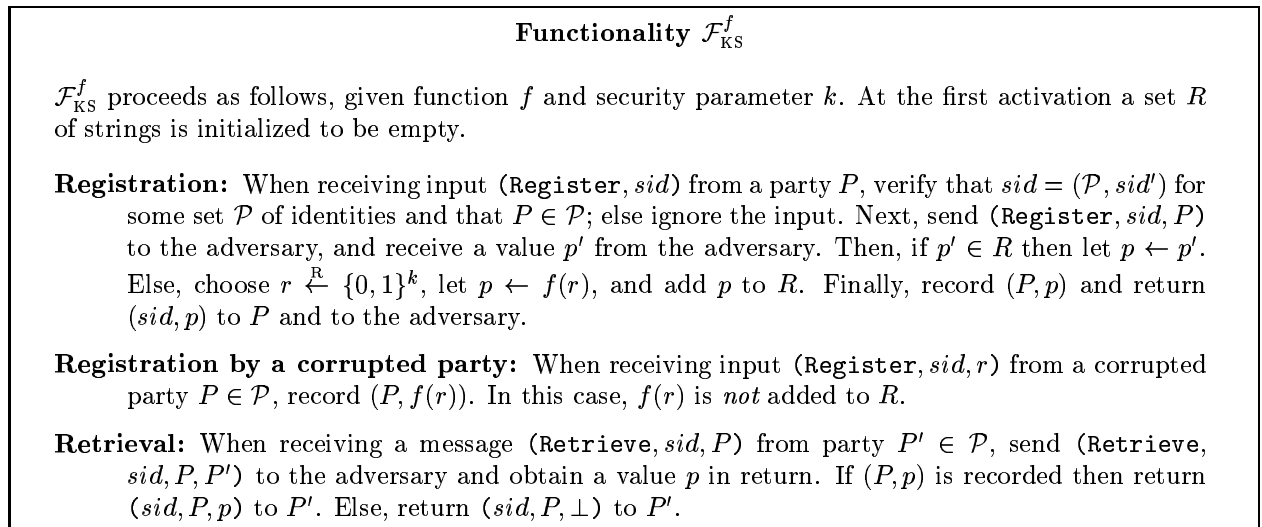 Functionality $\mathcal{F}_{\text{KS}}^{f}$
$\mathcal{F}_{\text{KS}}^{f}$ proceeds as follows, given function $f$ and security parameter $k$. At the first activation a set $R$
of strings is initialized to be empty.
Registration: When receiving input (Register, $sid$) from a party $P$, verify that $sid = (\mathcal{P}, sid')$ for
some set $\mathcal{P}$ of identities and that $P \in \mathcal{P}$; else ignore the input. Next, send (Register, $sid$, $P$)
to the adversary, and receive a value $p'$ from the adversary. Then, if $p' \in R$ then let $p \leftarrow p'$.
Else, choose $r \stackrel{\text{R}}{\leftarrow} \{0,1\}^k$, let $p \leftarrow f(r)$, and add $p$ to $R$. Finally, record $(P, p)$ and return
$(sid, p)$ to $P$ and to the adversary.
Registration by a corrupted party: When receiving input (Register, $sid$, $r$) from a corrupted
party $P \in \mathcal{P}$, record $(P, f(r))$. In this case, $f(r)$ is not added to $R$.
Retrieval: When receiving a message (Retrieve, $sid$, $P$) from party $P' \in \mathcal{P}$, send (Retrieve,
$sid$, $P$, $P'$) to the adversary and obtain a value $p$ in return. If $(P, p)$ is recorded then return
$(sid, P, p)$ to $P'$. Else, return $(sid, P, \bot)$ to $P'$.